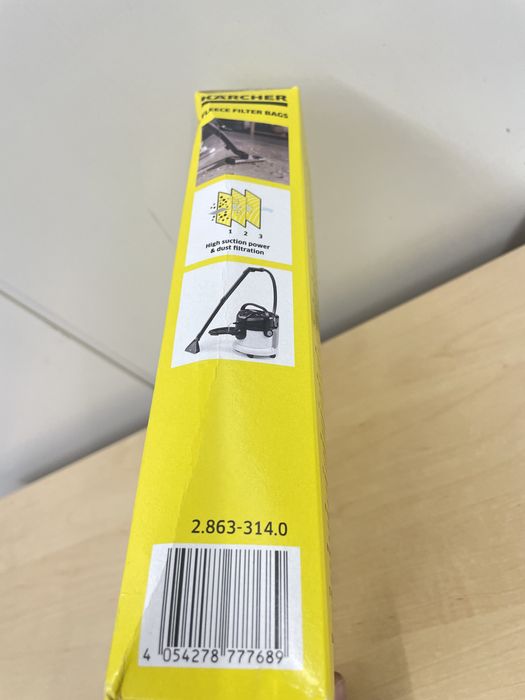 KÄRCHER
FLEECE FILTER BAGS
1 2 3
High suction power
& dust filtration
2.863-314.0
4 054278 777689